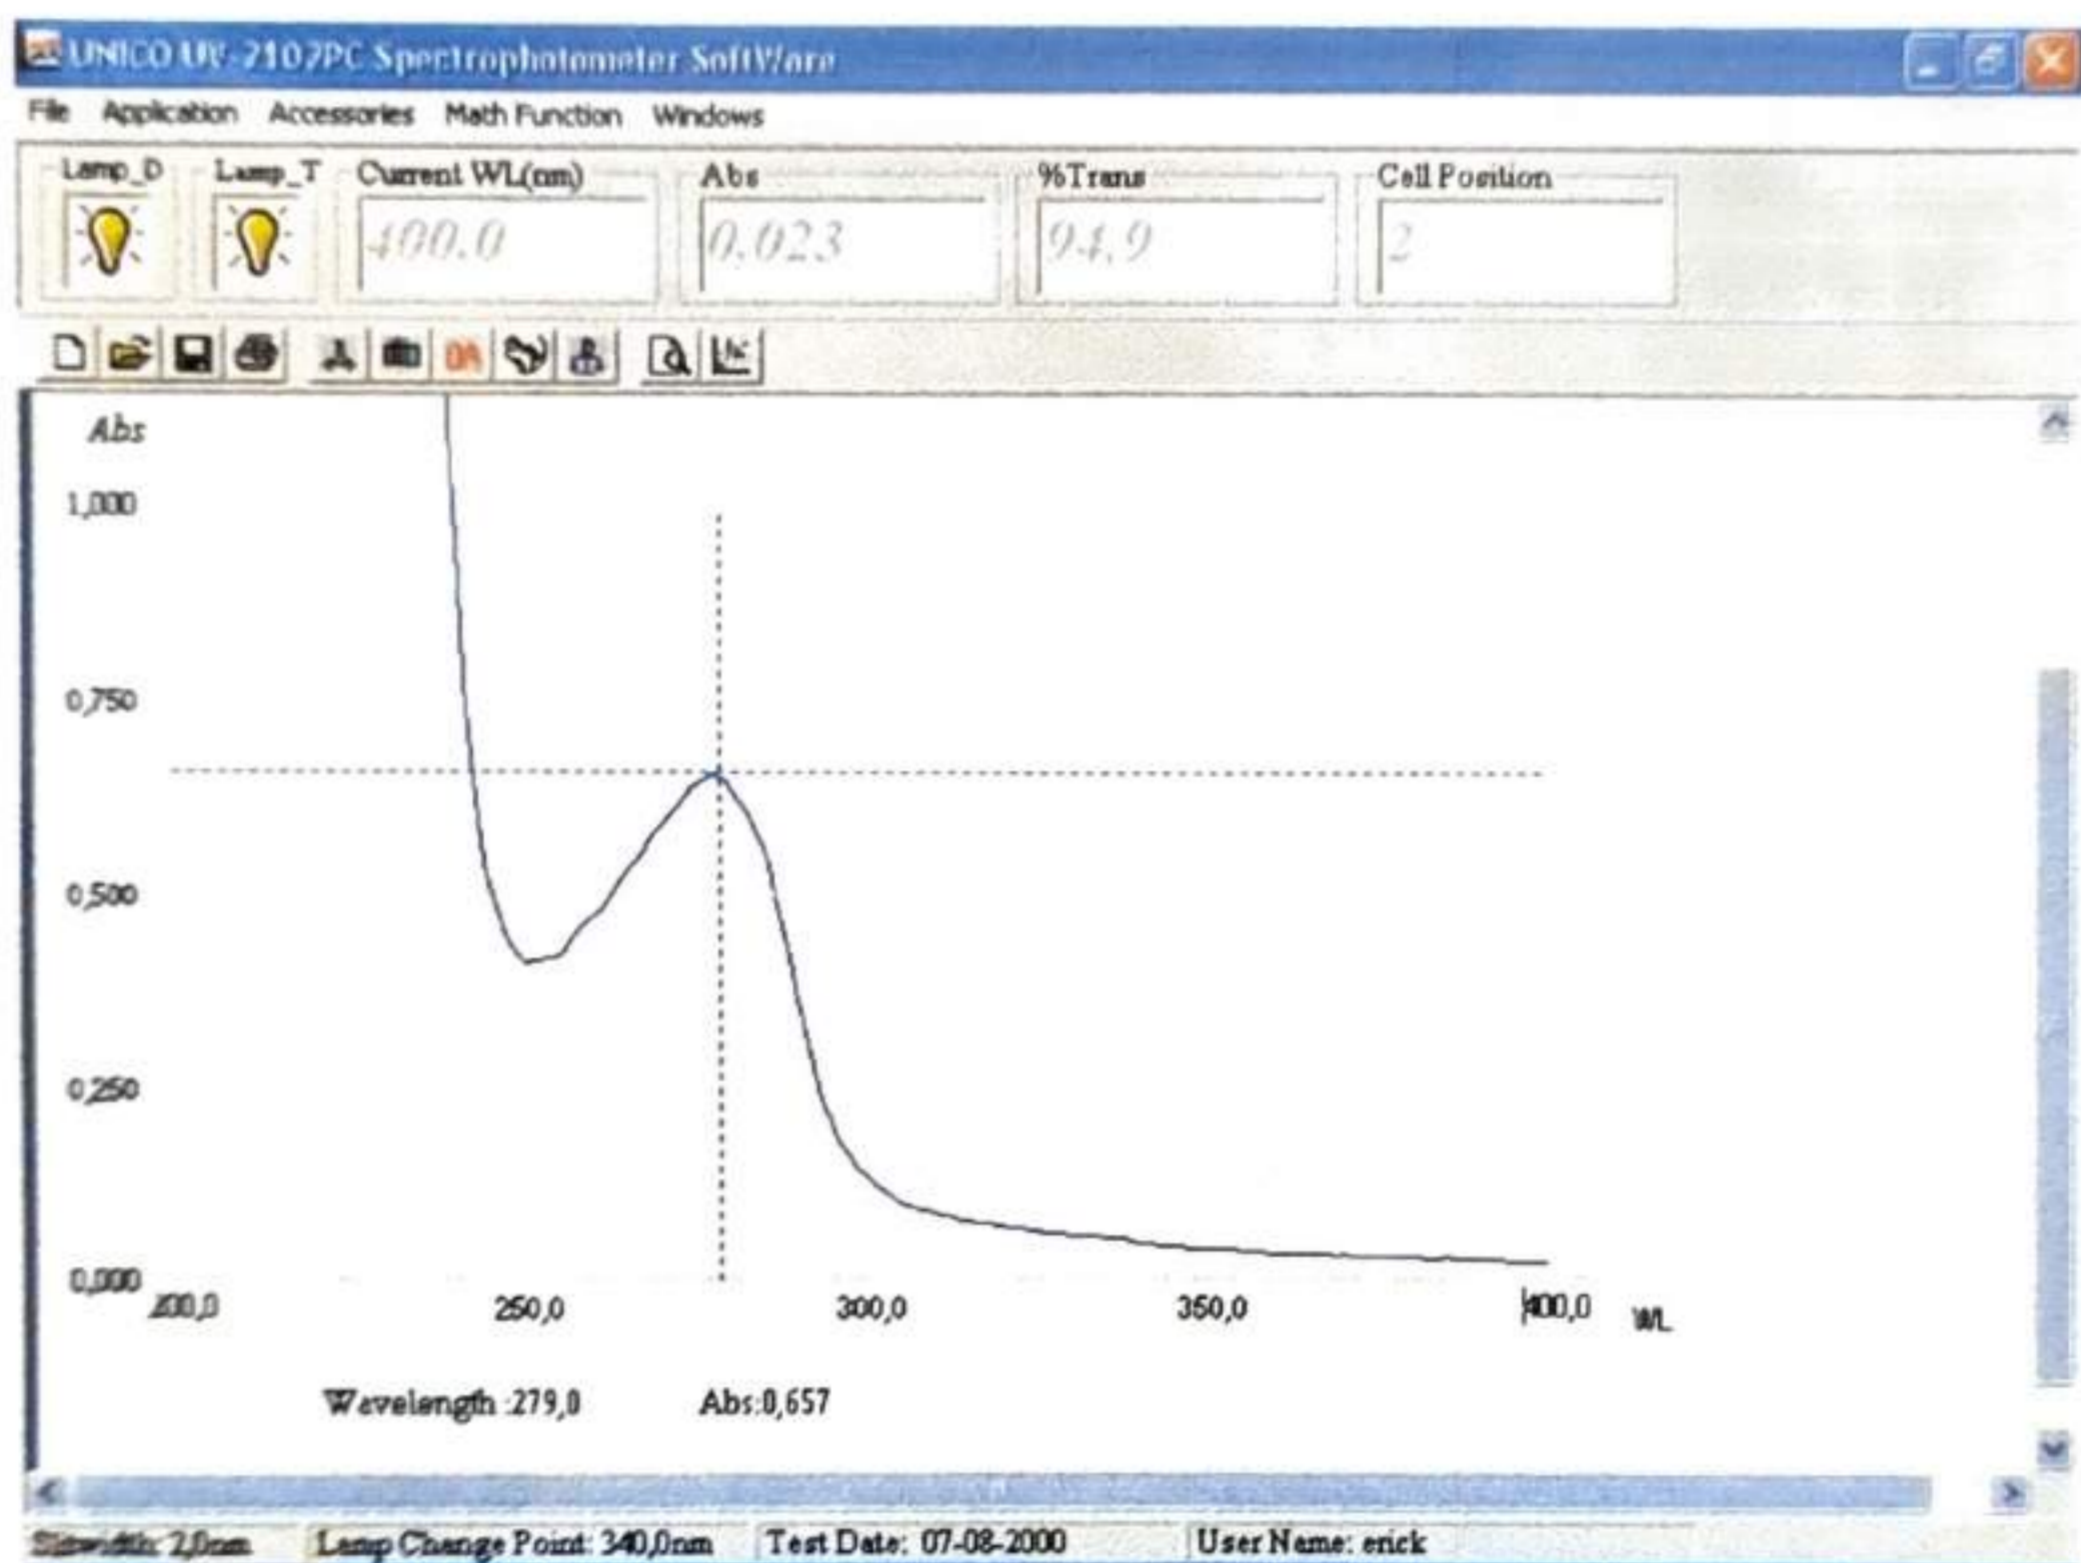 UNICO UV-2102PC Spectrophotometer SoftWare
File Application Accessories Math Function Windows
Lamp_D Lamp_T Current WL(nm) Abs %Trans Cell Position
400.0 0.023 94.9 2
Abs
1,000
0,750
0,500
0,250
0,000
200,0 250,0 300,0 350,0 400,0 WL
Wavelength :279,0 Abs:0,657
Slitwidth: 2,0nm Lamp Change Point: 340,0nm Test Date: 07-08-2000 User Name: erick